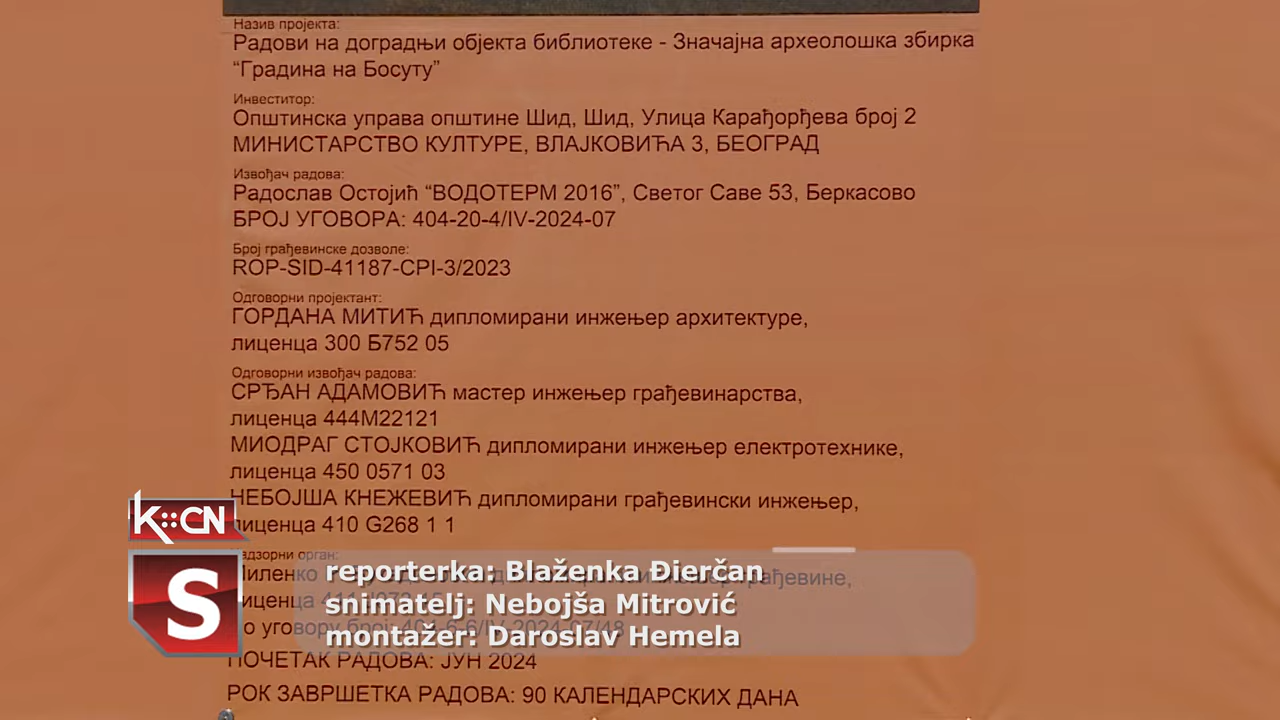 Назив пројекта:
Радови на доградњи објекта библиотеке - Значајна археолошка збирка
“Градина на Босуту”
Инвеститор:
Општинска управа општине Шид, Шид, Улица Карађорђева број 2
МИНИСТАРСТВО КУЛТУРЕ, ВЛАЈКОВИЋА 3, БЕОГРАД
Извођач радова:
Радослав Остојић “ВОДОТЕРМ 2016”, Светог Саве 53, Беркасово
БРОЈ УГОВОРА: 404-20-4/IV-2024-07
Број грађевинске дозволе:
ROP-SID-41187-CPI-3/2023
Одговорни пројектант:
ГОРДАНА МИТИЋ дипломирани инжењер архитектуре,
лиценца 300 Б752 05
Одговорни извођач радова:
СРЂАН АДАМОВИЋ мастер инжењер грађевинарства,
лиценца 444М22121
МИОДРАГ СТОЈКОВИЋ дипломирани инжењер електротехнике,
лиценца 450 0571 03
НЕБОЈША КНЕЖЕВИЋ дипломирани грађевински инжењер,
лиценца 410 G268 1 1
K::CN
Надзорни орган:
грађевине,
S
reporterka: Blaženka Đierčan
snimatelj: Nebojša Mitrović
montažer: Daroslav Hemela
ПОЧЕТАК РАДОВА: ЈУН 2024
РОК ЗАВРШЕТКА РАДОВА: 90 КАЛЕНДАРСКИХ ДАНА